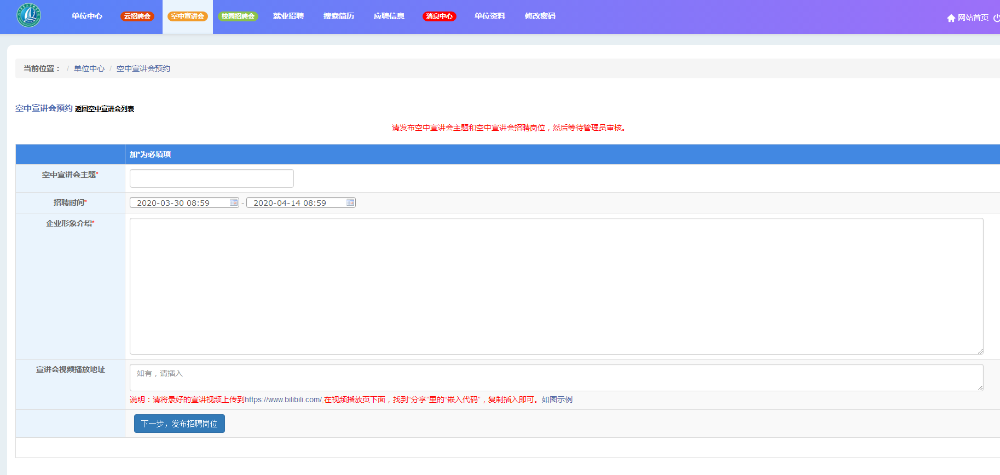 单位中心 云招聘会 空中宣讲会 校园招聘会 就业招聘 搜索简历 应聘信息 消息中心 单位资料 修改密码 网站首页
当前位置： / 单位中心 / 空中宣讲会预约
空中宣讲会预约 返回空中宣讲会列表
请发布空中宣讲会主题和空中宣讲会招聘岗位，然后等待管理员审核。
加*为必填项
空中宣讲会主题*
招聘时间* 2020-03-30 08:59 - 2020-04-14 08:59
企业形象介绍*
宣讲会视频播放地址 如有，请插入
说明：请将录好的宣讲视频上传到https://www.bilibili.com/,在视频播放页下面，找到“分享”里的“嵌入代码”，复制插入即可。如图示例
下一步，发布招聘岗位